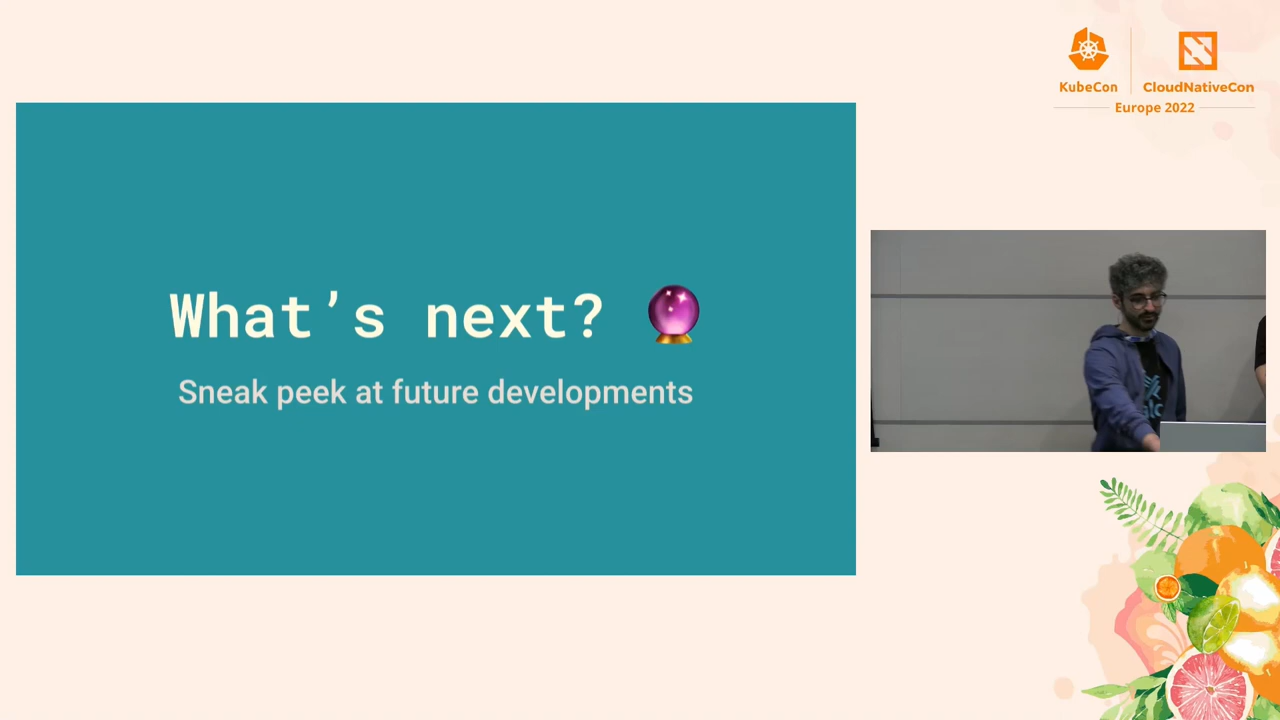 KubeCon
CloudNativeCon
Europe 2022
What's next? 🔮
Sneak peek at future developments